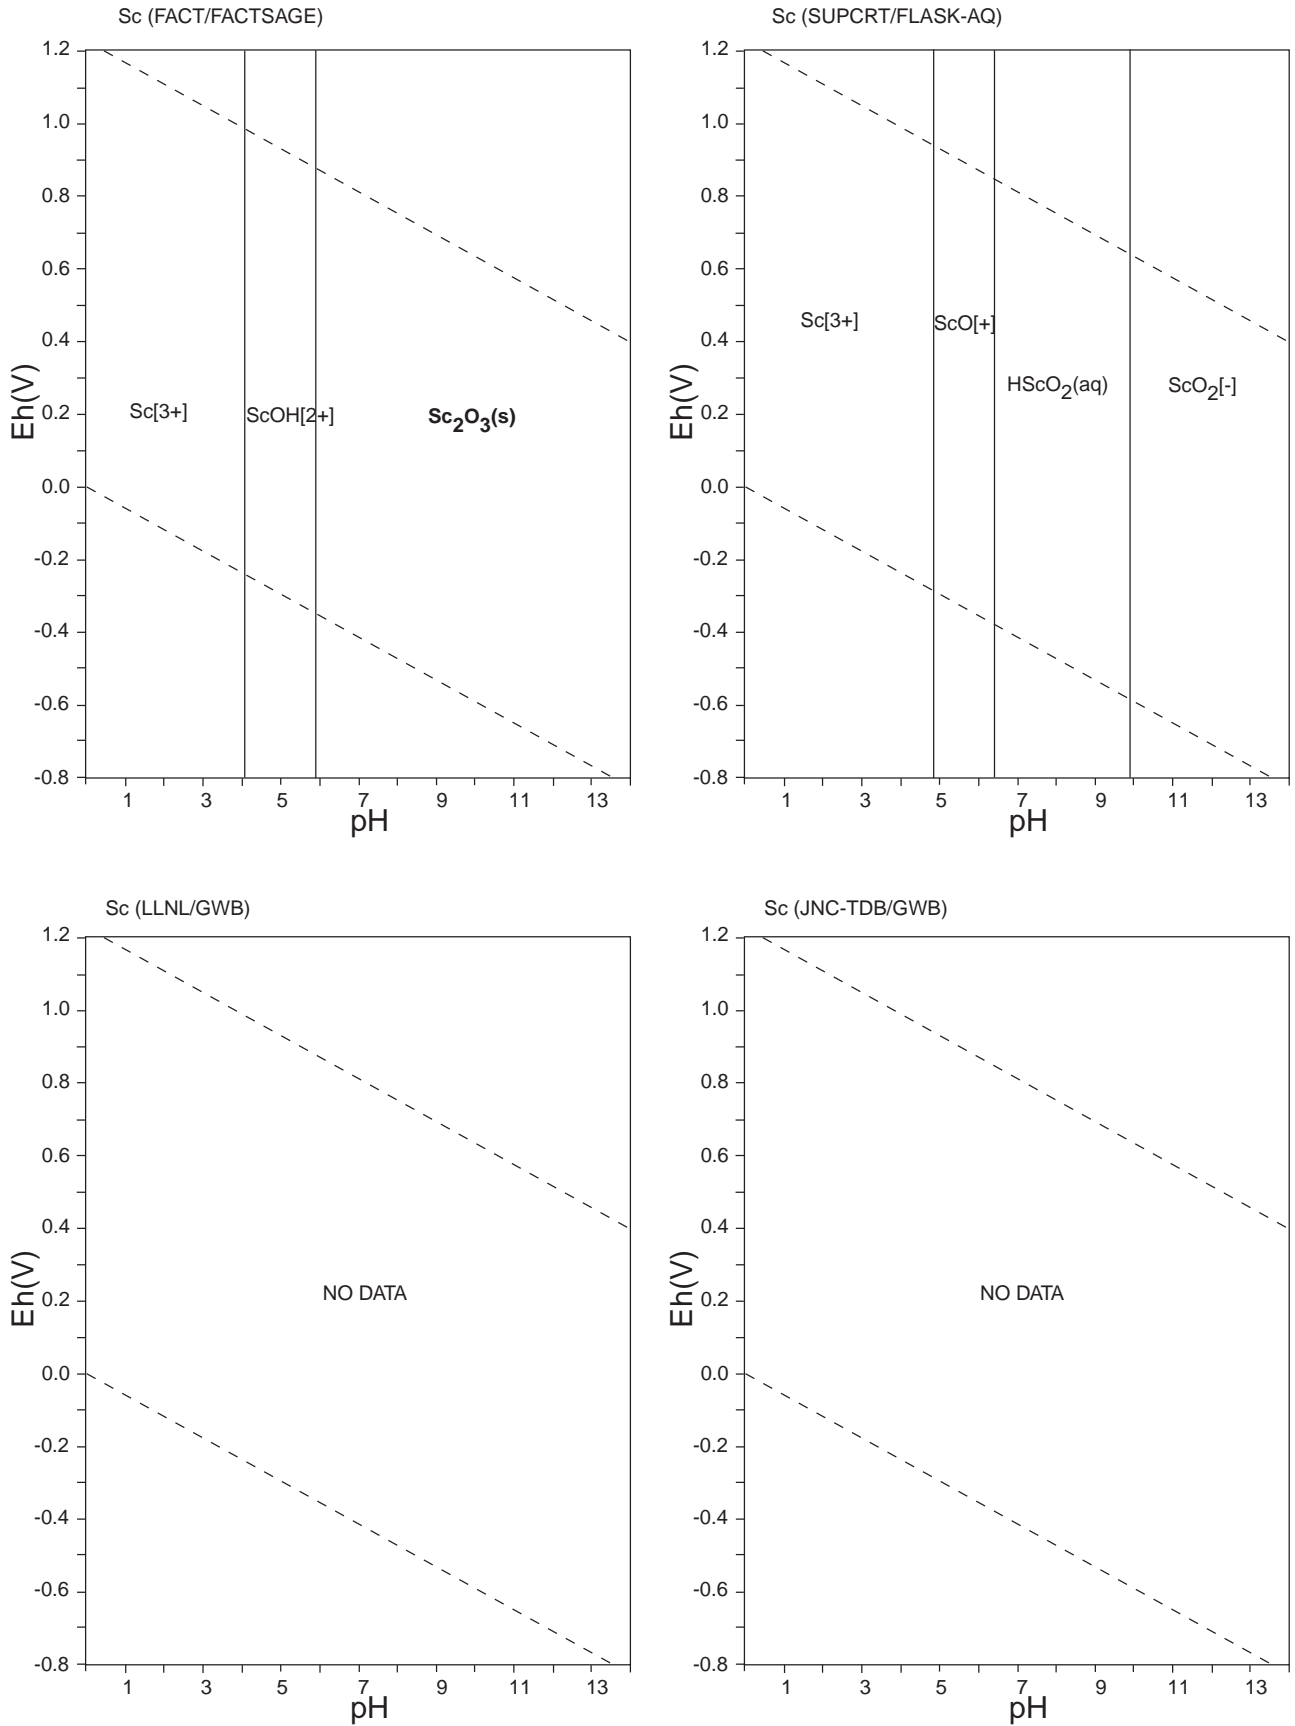 Sc (FACT/FACTSAGE)
1.2
1.0
0.8
0.6
0.4
0.2
0.0
-0.2
-0.4
-0.6
-0.8
Eh(V)
Sc[3+]
ScOH[2+]
Sc2O3(s)
1 3 5 7 9 11 13
pH
Sc (SUPCRT/FLASK-AQ)
1.2
1.0
0.8
0.6
0.4
0.2
0.0
-0.2
-0.4
-0.6
-0.8
Eh(V)
Sc[3+]
ScO[+]
HScO2(aq)
ScO2[-]
1 3 5 7 9 11 13
pH
Sc (LLNL/GWB)
1.2
1.0
0.8
0.6
0.4
0.2
0.0
-0.2
-0.4
-0.6
-0.8
Eh(V)
NO DATA
1 3 5 7 9 11 13
pH
Sc (JNC-TDB/GWB)
1.2
1.0
0.8
0.6
0.4
0.2
0.0
-0.2
-0.4
-0.6
-0.8
Eh(V)
NO DATA
1 3 5 7 9 11 13
pH